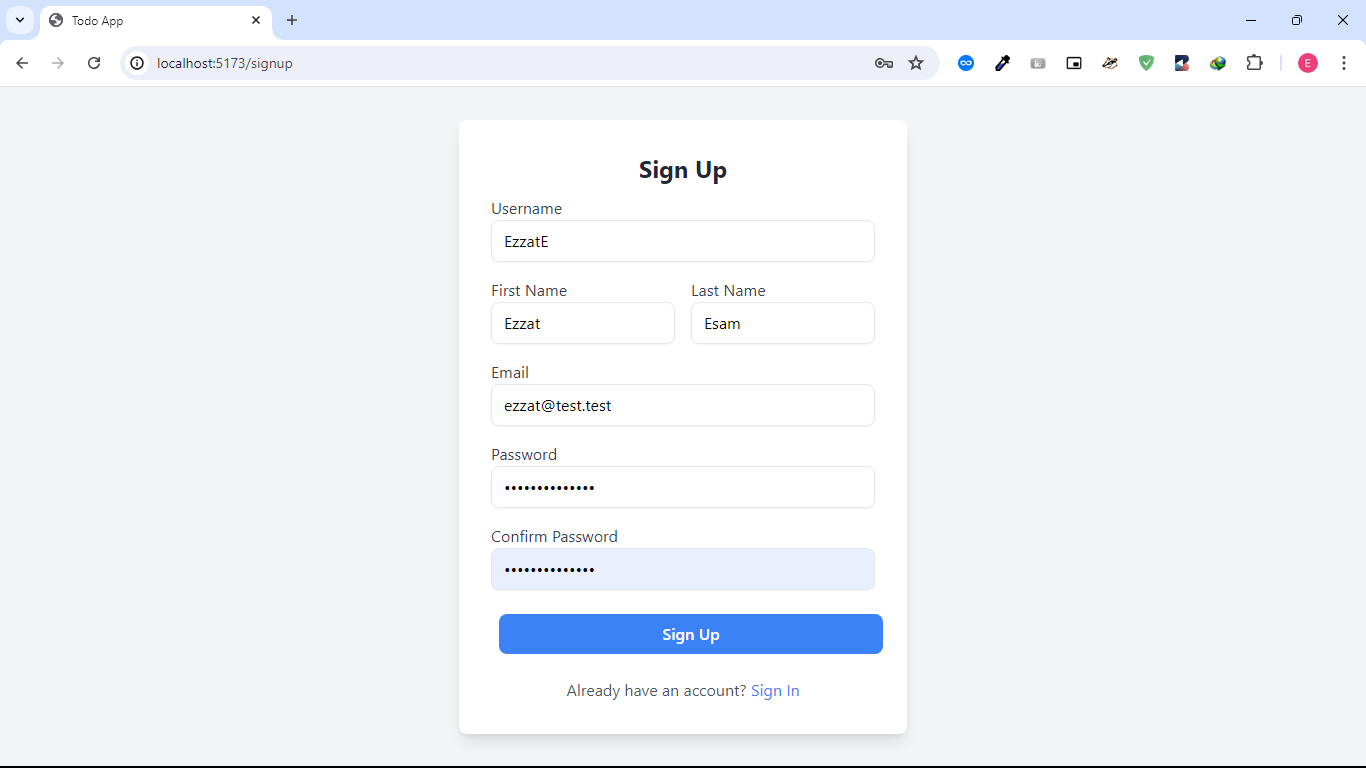 Todo App
localhost:5173/signup
E
Sign Up
Username
EzzatE
First Name Last Name
Ezzat Esam
Email
ezzat@test.test
Password
••••••••••••••
Confirm Password
••••••••••••••
Sign Up
Already have an account? Sign In